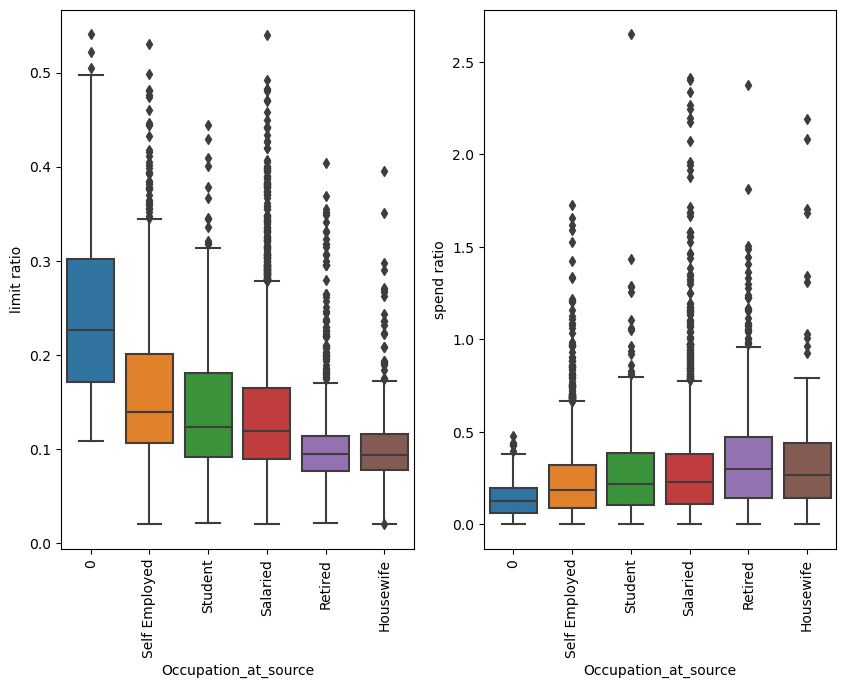 limit ratio
0.5
0.4
0.3
0.2
0.1
0.0
0
Self Employed
Student
Salaried
Retired
Housewife
Occupation_at_source
spend ratio
2.5
2.0
1.5
1.0
0.5
0.0
0
Self Employed
Student
Salaried
Retired
Housewife
Occupation_at_source